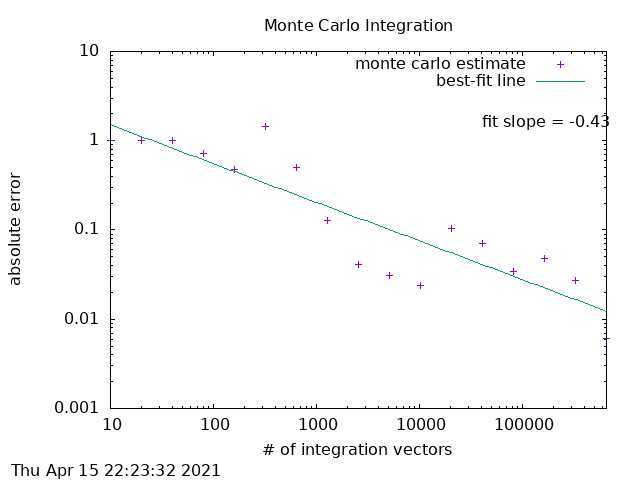 Monte Carlo Integration
10
monte carlo estimate
best-fit line
fit slope = -0.43
1
absolute error
0.1
0.01
0.001
10 100 1000 10000 100000
# of integration vectors
Thu Apr 15 22:23:32 2021